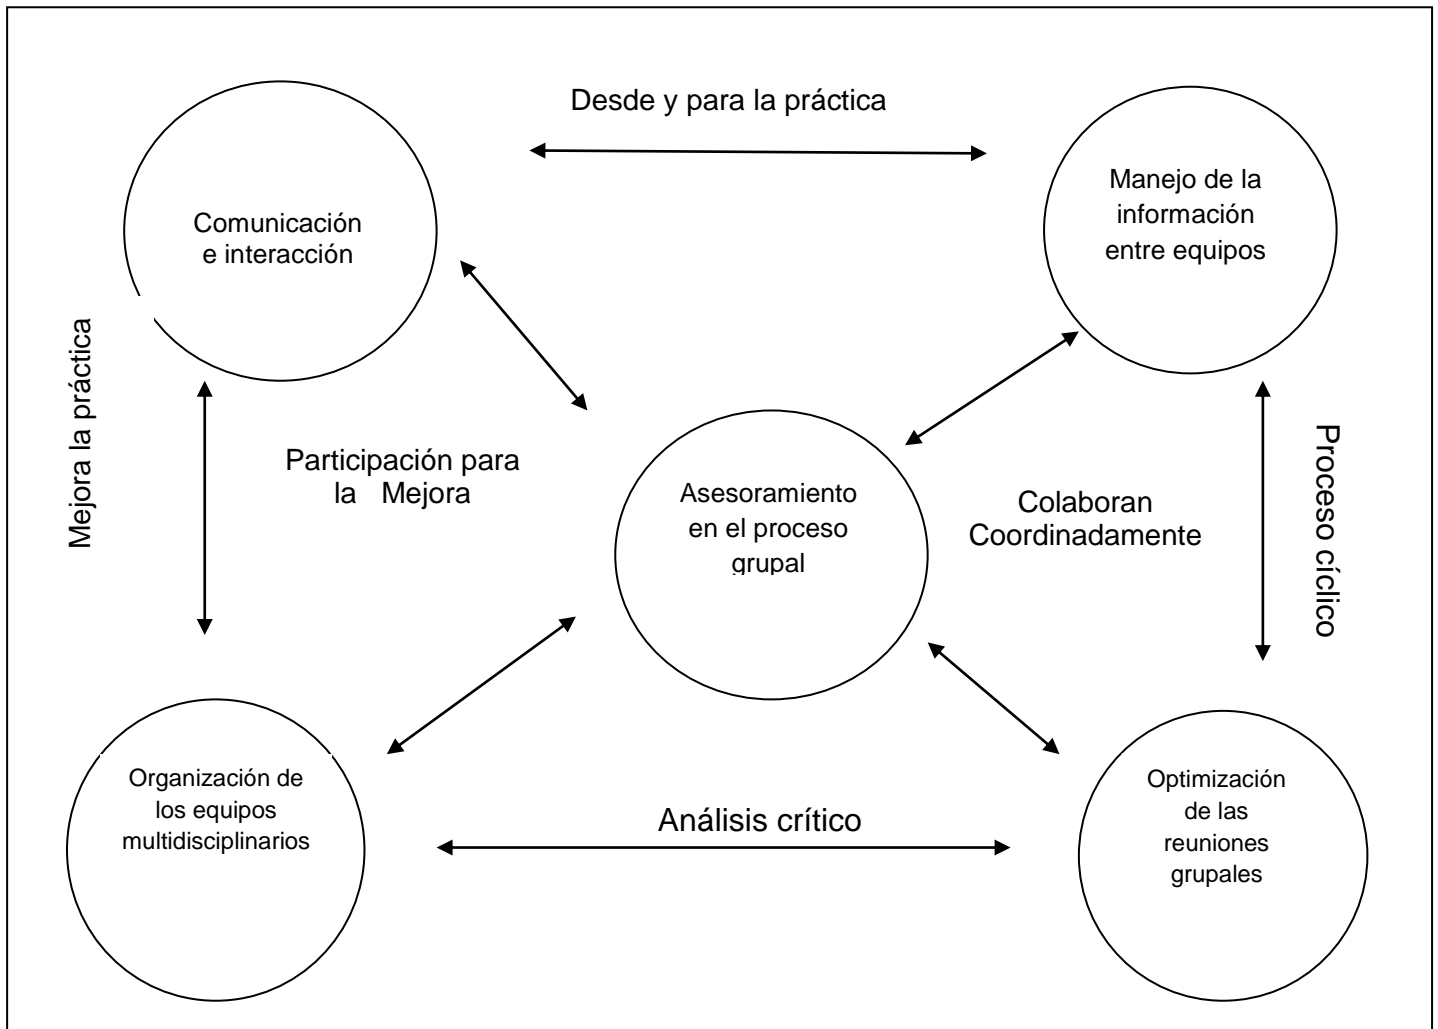 Desde y para la práctica
Comunicación
e interacción
Manejo de la
información
entre equipos
Mejora la práctica
Participación para
la Mejora
Asesoramiento
en el proceso
grupal
Colaboran
Coordinadamente
Proceso cíclico
Organización de
los equipos
multidisciplinarios
Análisis crítico
Optimización
de las
reuniones
grupales